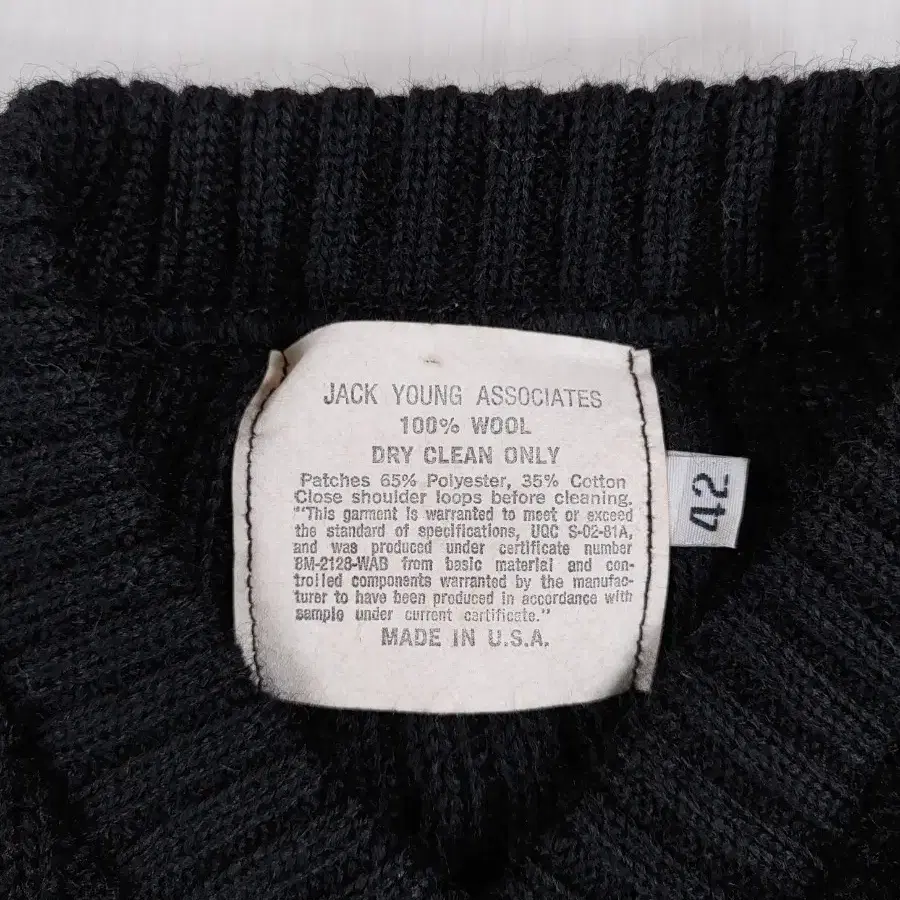 JACK YOUNG ASSOCIATES
100% WOOL
DRY CLEAN ONLY
Patches 65% Polyester, 35% Cotton
Close shoulder loops before cleaning.
"This garment is warranted to meet or exceed
the standard of specifications, UQC S-02-81A,
and was produced under certificate number
BM-2128-WAB from basic material and con-
trolled components warranted by the manufac-
turer to have been produced in accordance with
sample under current certificate."
MADE IN U.S.A.
42